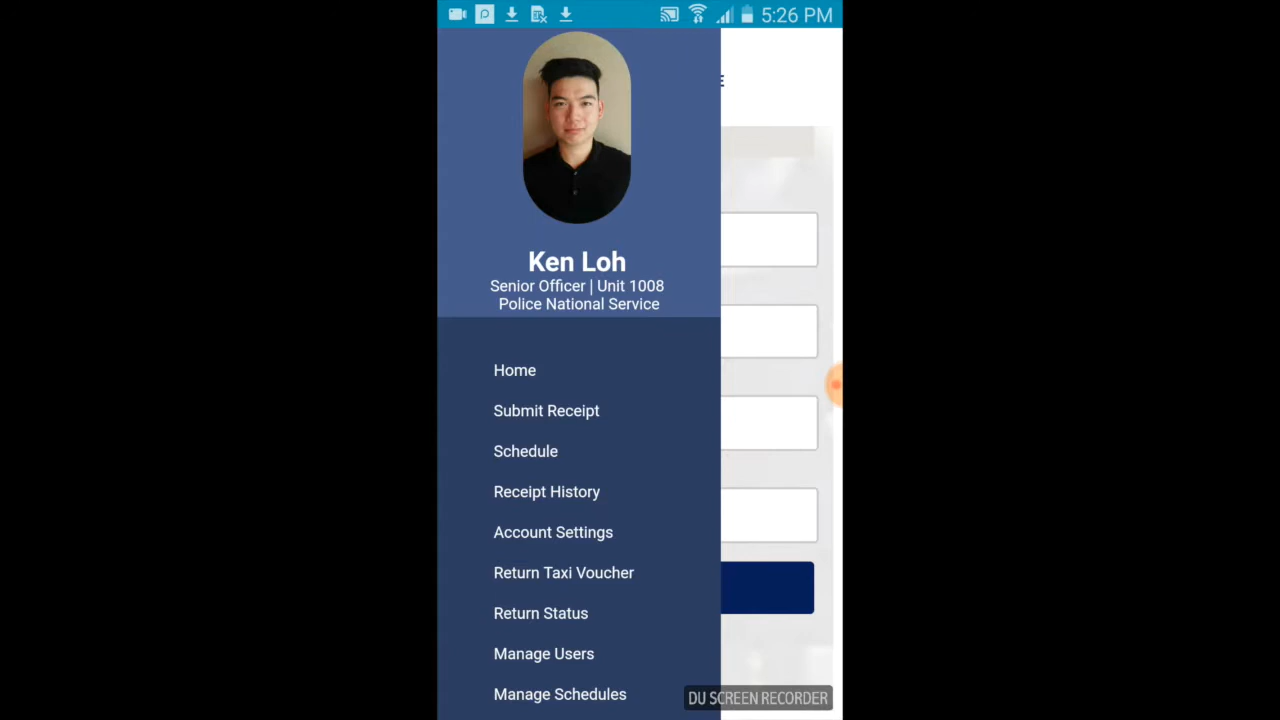 5:26 PM
Ken Loh
Senior Officer | Unit 1008
Police National Service
Home
Submit Receipt
Schedule
Receipt History
Account Settings
Return Taxi Voucher
Return Status
Manage Users
Manage Schedules
DU SCREEN RECORDER